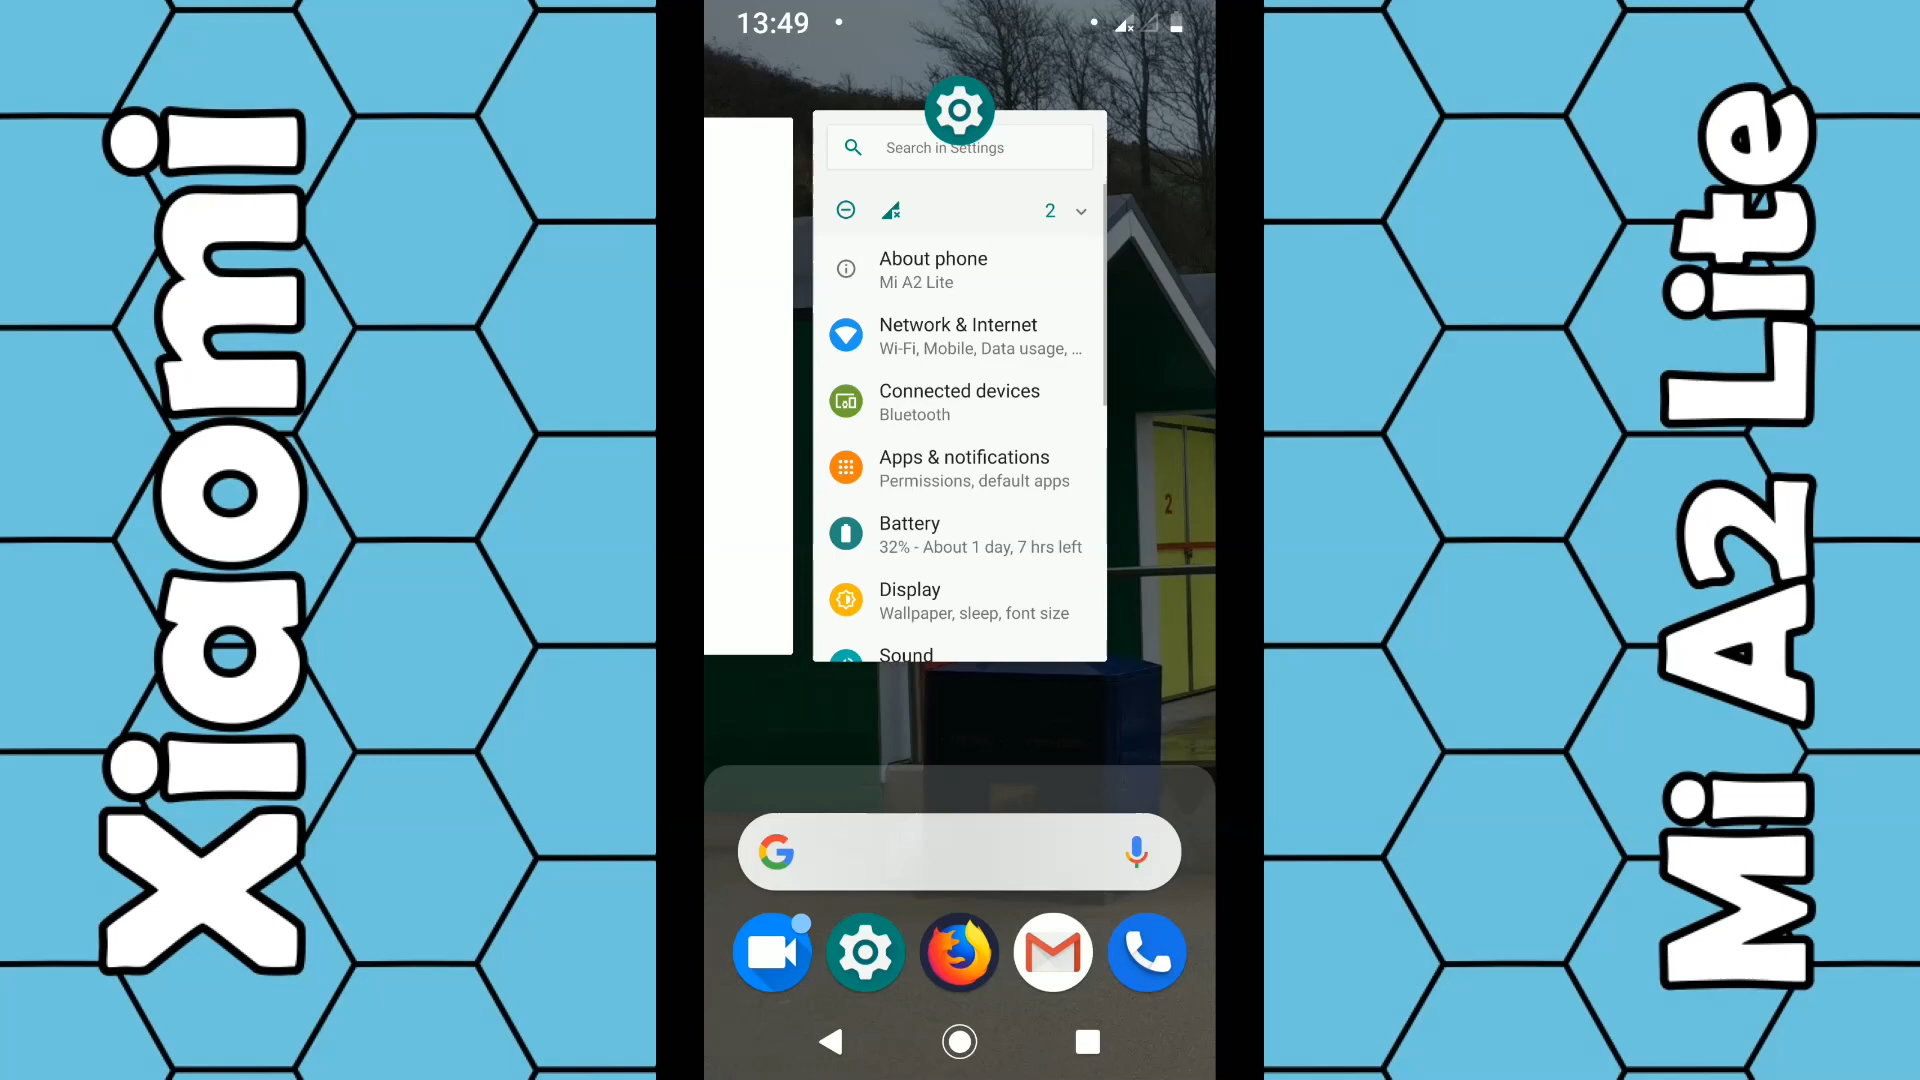 Xiaomi
13:49
Search in Settings
2
About phone
Mi A2 Lite
Network & Internet
Wi-Fi, Mobile, Data usage, ...
Connected devices
Bluetooth
Apps & notifications
Permissions, default apps
Battery
32% - About 1 day, 7 hrs left
Display
Wallpaper, sleep, font size
Sound
2
G
Mi A2 Lite